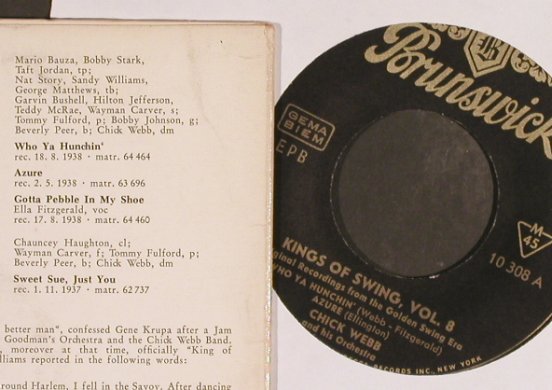 Mario Bauza, Bobby Stark,
Taft Jordan, tp;
Nat Story, Sandy Williams,
George Matthews, tb;
Garvin Bushell, Hilton Jefferson,
Teddy McRae, Wayman Carver, s;
Tommy Fulford, p; Bobby Johnson, g;
Beverly Peer, b; Chick Webb, dm
Who Ya Hunchin'
rec. 18. 8. 1938 · matr. 64 464
Azure
rec. 2. 5. 1938 · matr. 63 696
Gotta Pebble In My Shoe
Ella Fitzgerald, voc
rec. 17. 8. 1938 · matr. 64 460
Chauncey Haughton, cl;
Wayman Carver, f; Tommy Fulford, p;
Beverly Peer, b; Chick Webb, dm
Sweet Sue, Just You
rec. 1. 11. 1937 · matr. 62 737
better man", confessed Gene Krupa after a Jam
Goodman's Orchestra and the Chick Webb Band.
, moreover at that time, officially "King of
lliams reported in the following words:
round Harlem, I fell in the Savoy. After dancing
Brunswick
GEMA
BIEM
EPB
M
45
10 308 A
KINGS OF SWING, VOL. 8
ginal Recordings from the Golden Swing Era
WHO YA HUNCHIN' (Webb - Fitzgerald)
AZURE (Ellington)
CHICK WEBB
and his Orchestra
RECORDS INC. NEW YORK